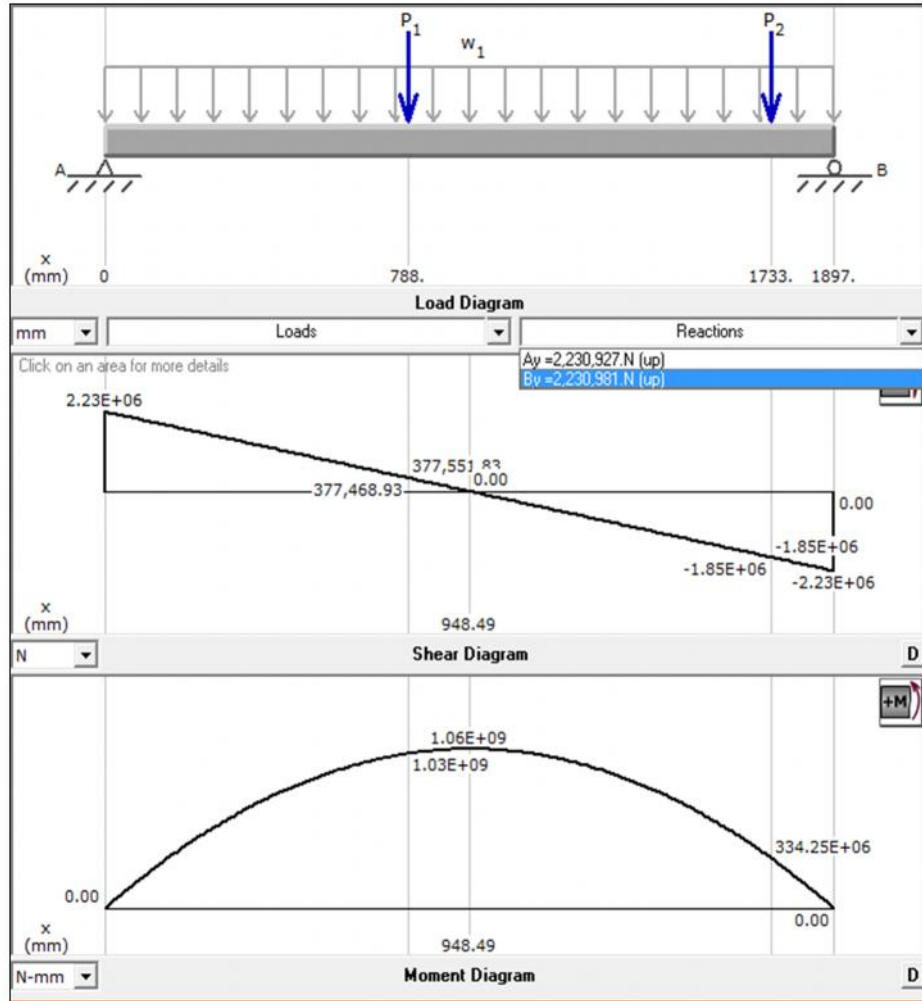 P1 P2
w1
A B
x
(mm) 0 788. 1733. 1897.
Load Diagram
mm Loads Reactions
Click on an area for more details
Ay =2,230,927.N (up)
By =2,230,981.N (up)
2.23E+06
377,551.83
0.00
377,468.93
0.00
-1.85E+06
-1.85E+06
-2.23E+06
x
(mm) 948.49
N Shear Diagram D
+M
1.06E+09
1.03E+09
334.25E+06
0.00
0.00
x
(mm) 948.49
N-mm Moment Diagram D